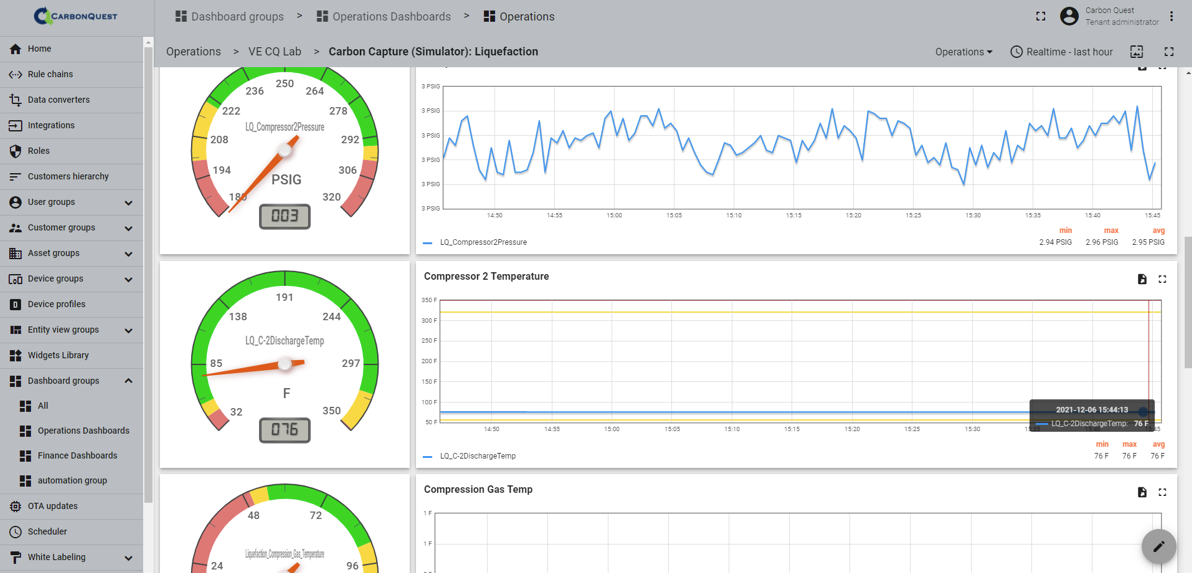 CARBONQUEST
Dashboard groups > Operations Dashboards > Operations
Carbon Quest
Tenant administrator
Operations > VE CQ Lab > Carbon Capture (Simulator): Liquefaction
Operations
Realtime - last hour
Home
Rule chains
Data converters
Integrations
Roles
Customers hierarchy
User groups
Customer groups
Asset groups
Device groups
Device profiles
Entity view groups
Widgets Library
Dashboard groups
All
Operations Dashboards
Finance Dashboards
automation group
OTA updates
Scheduler
White Labeling
250
236
264
222
278
LQ_Compressor2Pressure
208
292
194
306
PSIG
180
320
003
3 PSIG
3 PSIG
3 PSIG
3 PSIG
3 PSIG
3 PSIG
14:50 14:55 15:00 15:05 15:10 15:15 15:20 15:25 15:30 15:35 15:40 15:45
min max avg
LQ_Compressor2Pressure 2.94 PSIG 2.96 PSIG 2.95 PSIG
191
138
244
LQ_C-2DischargeTemp
85
297
F
32
350
076
Compressor 2 Temperature
350 F
300 F
250 F
200 F
150 F
100 F
50 F
14:50 14:55 15:00 15:05 15:10 15:15 15:20 15:25 15:30
2021-12-06 15:44:13
LQ_C-2DischargeTemp: 76 F
min max avg
LQ_C-2DischargeTemp 76 F 76 F 76 F
48
72
Liquefaction_Compression_Gas_Temperature
24
96
Compression Gas Temp
1 F
1 F